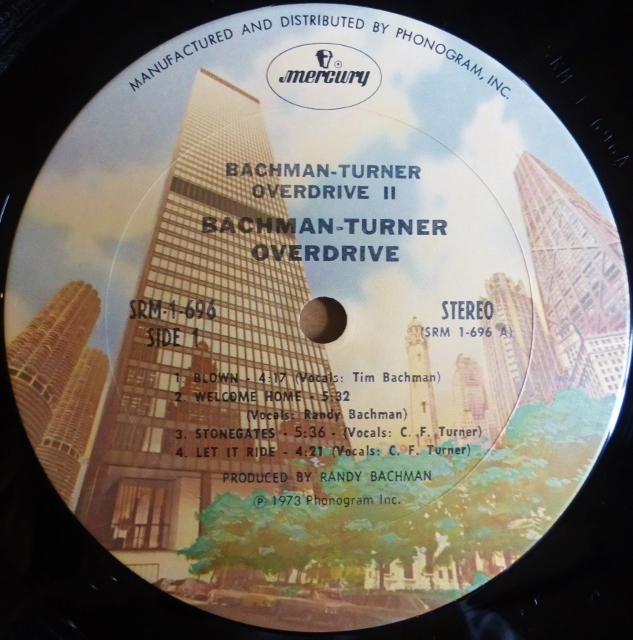 MANUFACTURED AND DISTRIBUTED BY PHONOGRAM, INC.
mercury
BACHMAN-TURNER
OVERDRIVE II
BACHMAN-TURNER
OVERDRIVE
SRM-1-696
SIDE 1
STEREO
(SRM 1-696 A)
1. BLOWN - 4:17 (Vocals: Tim Bachman)
2. WELCOME HOME - 5:32
(Vocals: Randy Bachman)
3. STONEGATES - 5:36 - (Vocals: C. F. Turner)
4. LET IT RIDE - 4:21 (Vocals: C. F. Turner)
PRODUCED BY RANDY BACHMAN
℗ 1973 Phonogram Inc.